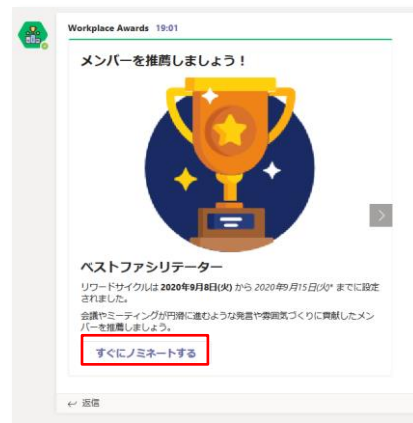 Workplace Awards 19:01
メンバーを推薦しましょう！
ベストファシリテーター
リワードサイクルは 2020年9月8日(火) から 2020年9月15日(火)* までに設定
されました。
会議やミーティングが円滑に進むような発言や雰囲気づくりに貢献したメン
バーを推薦しましょう。
すぐにノミネートする
返信